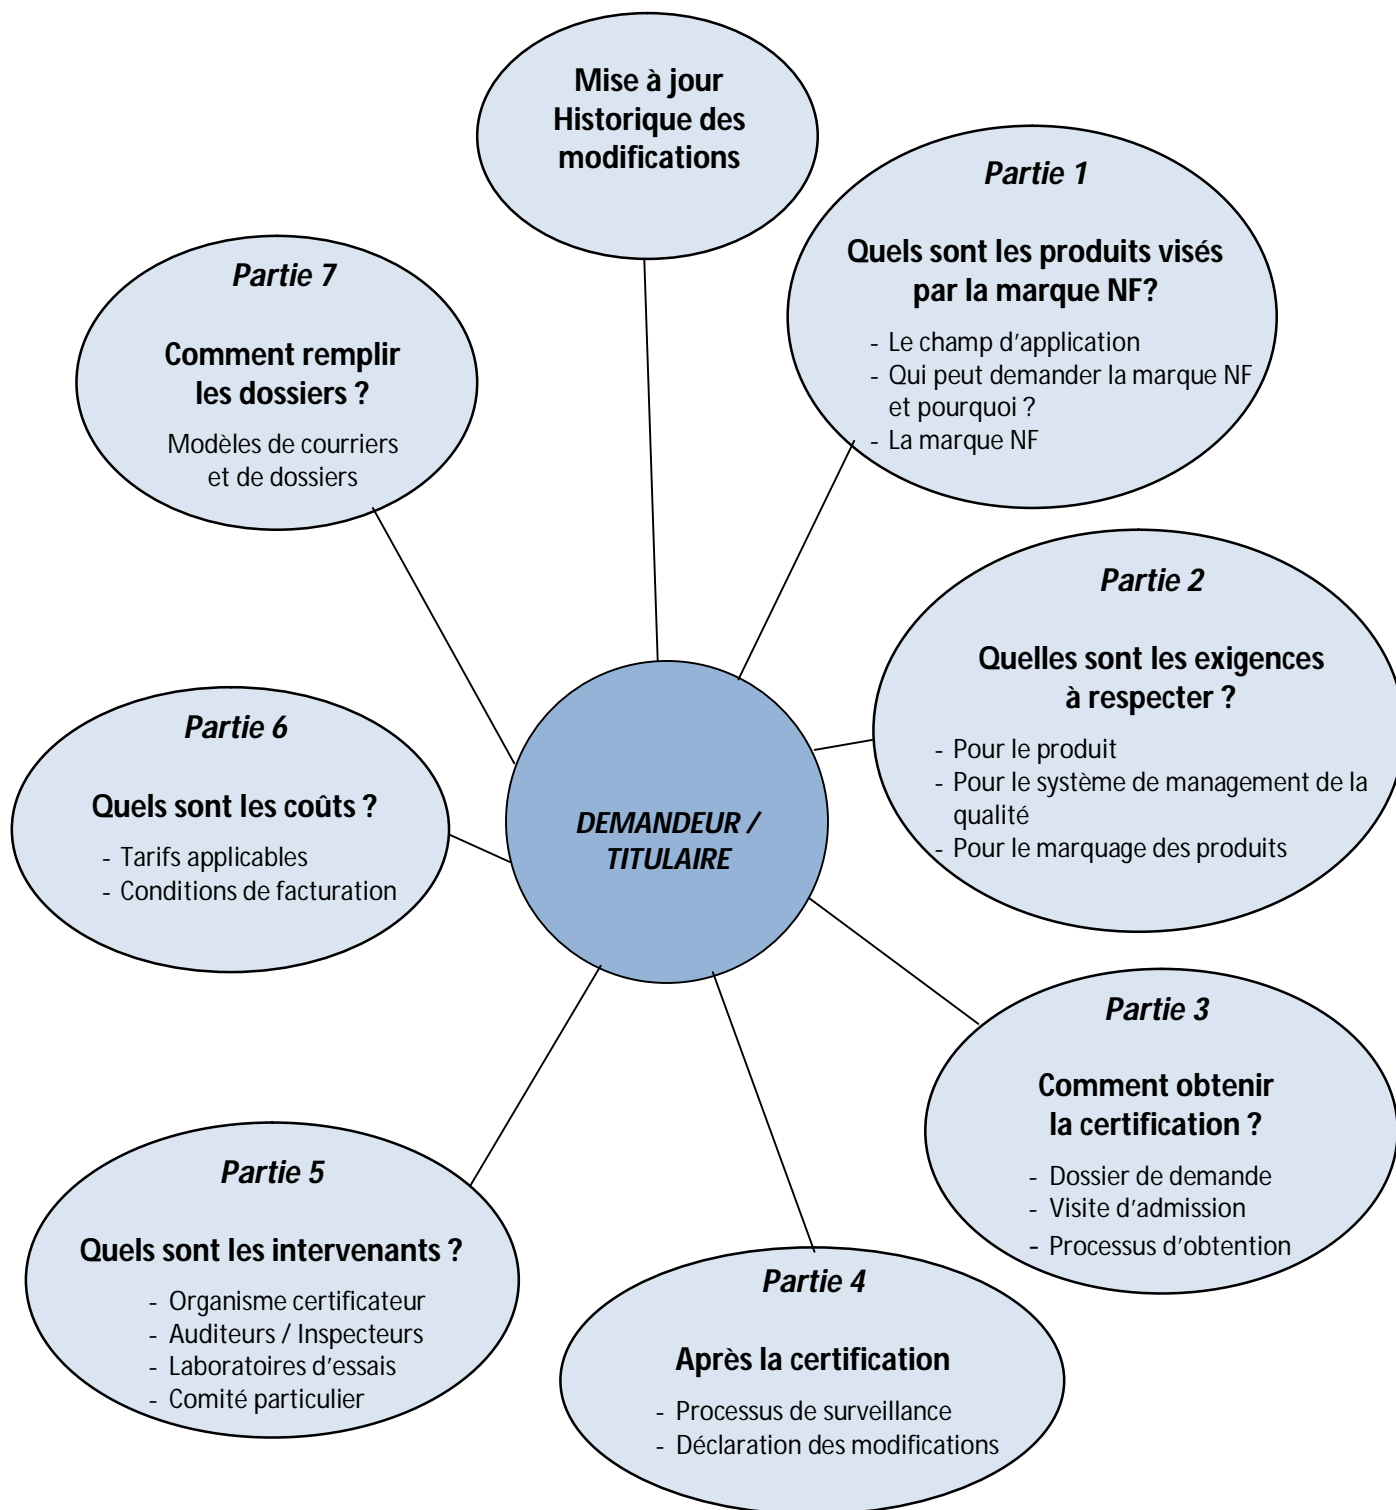 Mise à jour
Historique des
modifications
Partie 1
Quels sont les produits visés
par la marque NF?
- Le champ d'application
- Qui peut demander la marque NF
et pourquoi ?
- La marque NF
Partie 2
Quelles sont les exigences
à respecter ?
- Pour le produit
- Pour le système de management de la
qualité
- Pour le marquage des produits
Partie 3
Comment obtenir
la certification ?
- Dossier de demande
- Visite d'admission
- Processus d'obtention
Partie 4
Après la certification
- Processus de surveillance
- Déclaration des modifications
Partie 5
Quels sont les intervenants ?
- Organisme certificateur
- Auditeurs / Inspecteurs
- Laboratoires d'essais
- Comité particulier
Partie 6
Quels sont les coûts ?
- Tarifs applicables
- Conditions de facturation
Partie 7
Comment remplir
les dossiers ?
Modèles de courriers
et de dossiers
DEMANDEUR /
TITULAIRE